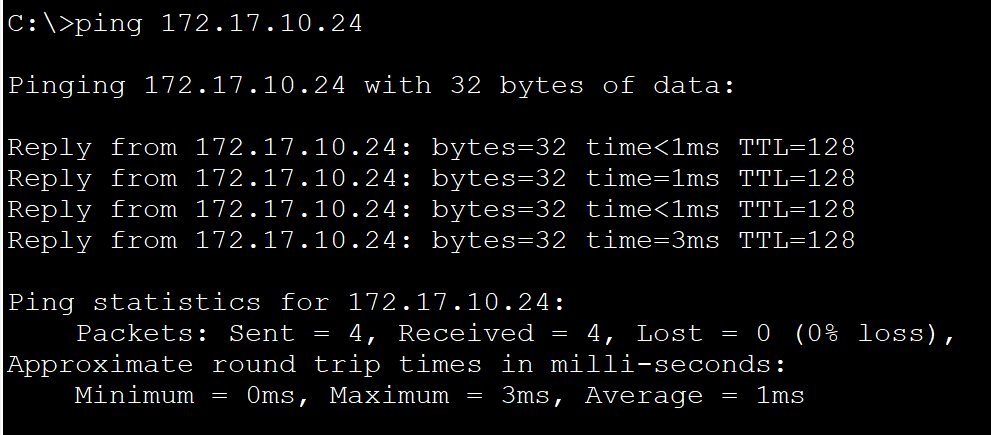 C:\>ping 172.17.10.24
Pinging 172.17.10.24 with 32 bytes of data:
Reply from 172.17.10.24: bytes=32 time<1ms TTL=128
Reply from 172.17.10.24: bytes=32 time=1ms TTL=128
Reply from 172.17.10.24: bytes=32 time<1ms TTL=128
Reply from 172.17.10.24: bytes=32 time=3ms TTL=128
Ping statistics for 172.17.10.24:
    Packets: Sent = 4, Received = 4, Lost = 0 (0% loss),
Approximate round trip times in milli-seconds:
    Minimum = 0ms, Maximum = 3ms, Average = 1ms